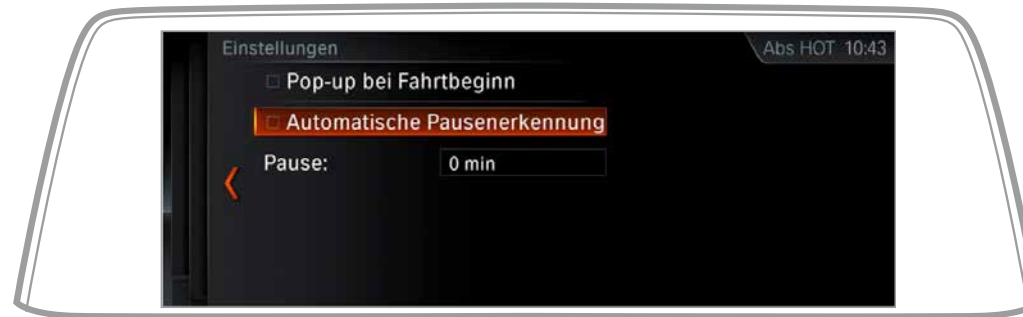 Einstellungen
Abs HOT 10:43
Pop-up bei Fahrtbeginn
Automatische Pausenerkennung
Pause: 0 min